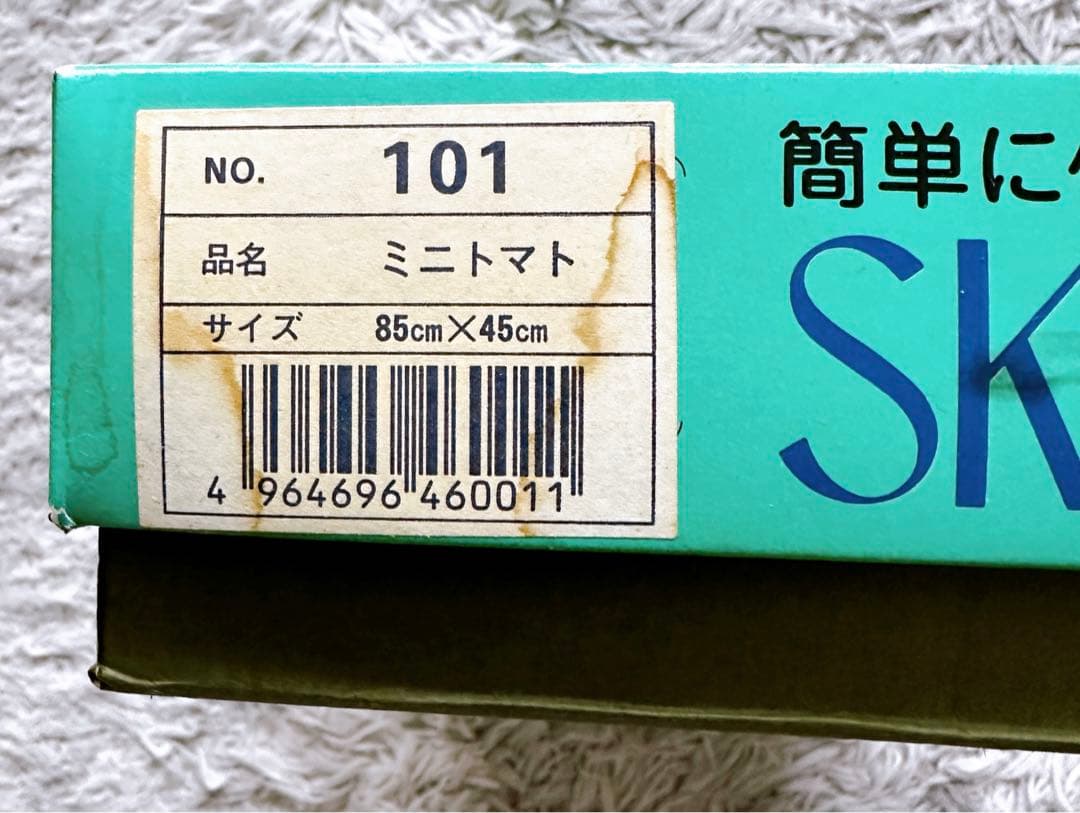 NO. 101
品名 ミニトマト
サイズ 85cm×45cm
4 964696 460011
簡単に
SK